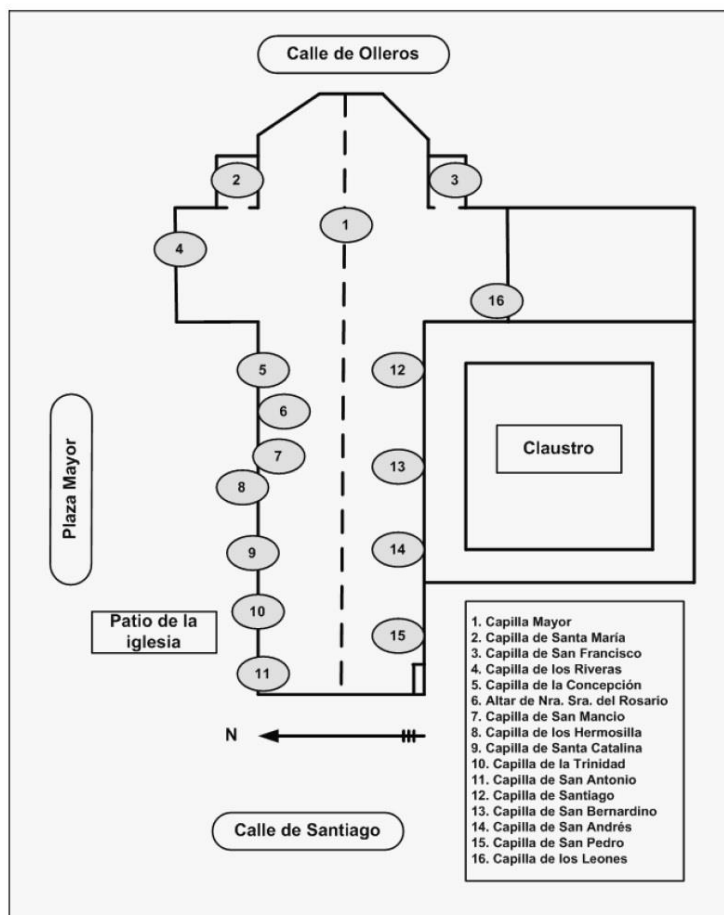 Calle de Olleros
2
3
1
4
16
5
12
6
Claustro
7
13
Plaza Mayor
8
9
14
10
Patio de la
iglesia
15
11
1. Capilla Mayor
2. Capilla de Santa María
3. Capilla de San Francisco
4. Capilla de los Riveras
5. Capilla de la Concepción
6. Altar de Nra. Sra. del Rosario
7. Capilla de San Mancio
8. Capilla de los Hermosilla
9. Capilla de Santa Catalina
10. Capilla de la Trinidad
11. Capilla de San Antonio
12. Capilla de Santiago
13. Capilla de San Bernardino
14. Capilla de San Andrés
15. Capilla de San Pedro
16. Capilla de los Leones
N
Calle de Santiago